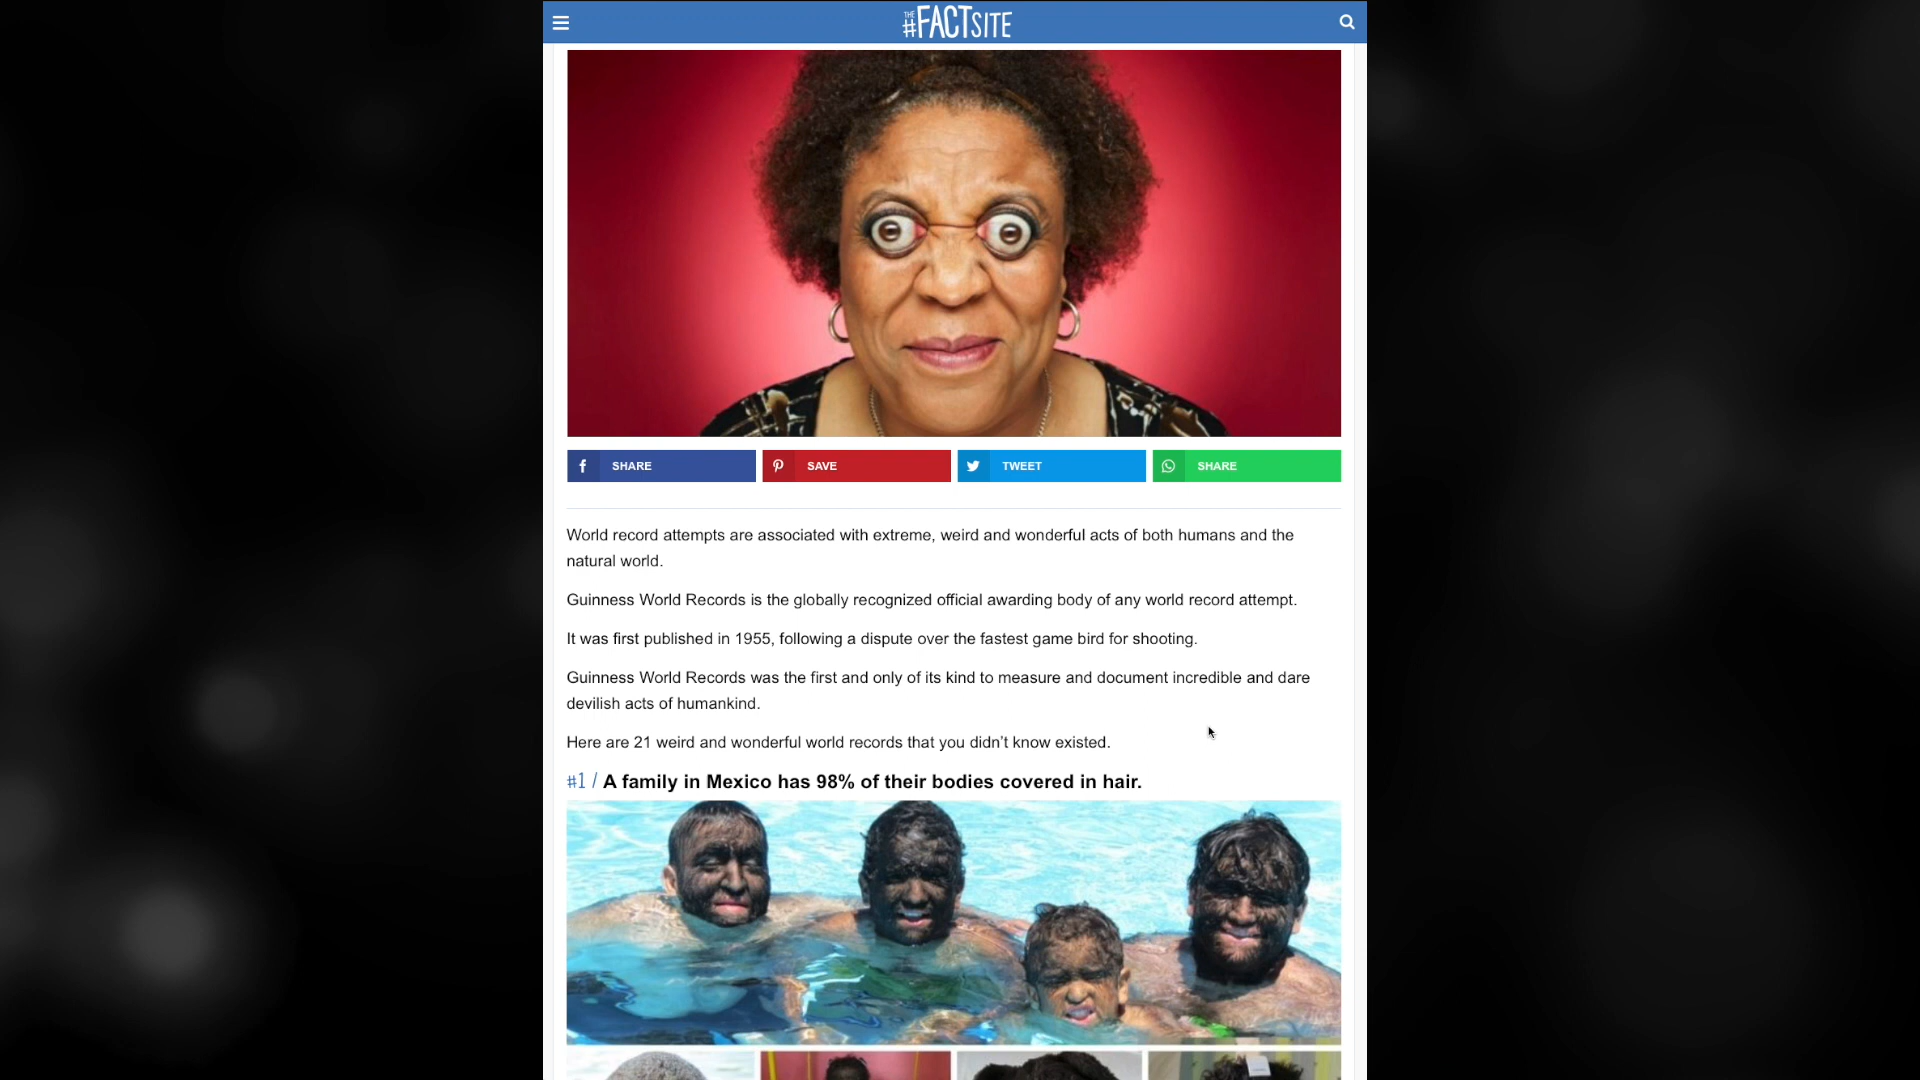 THE #FACTSITE
SHARE
SAVE
TWEET
SHARE
World record attempts are associated with extreme, weird and wonderful acts of both humans and the
natural world.
Guinness World Records is the globally recognized official awarding body of any world record attempt.
It was first published in 1955, following a dispute over the fastest game bird for shooting.
Guinness World Records was the first and only of its kind to measure and document incredible and dare
devilish acts of humankind.
Here are 21 weird and wonderful world records that you didn’t know existed.
#1 / A family in Mexico has 98% of their bodies covered in hair.